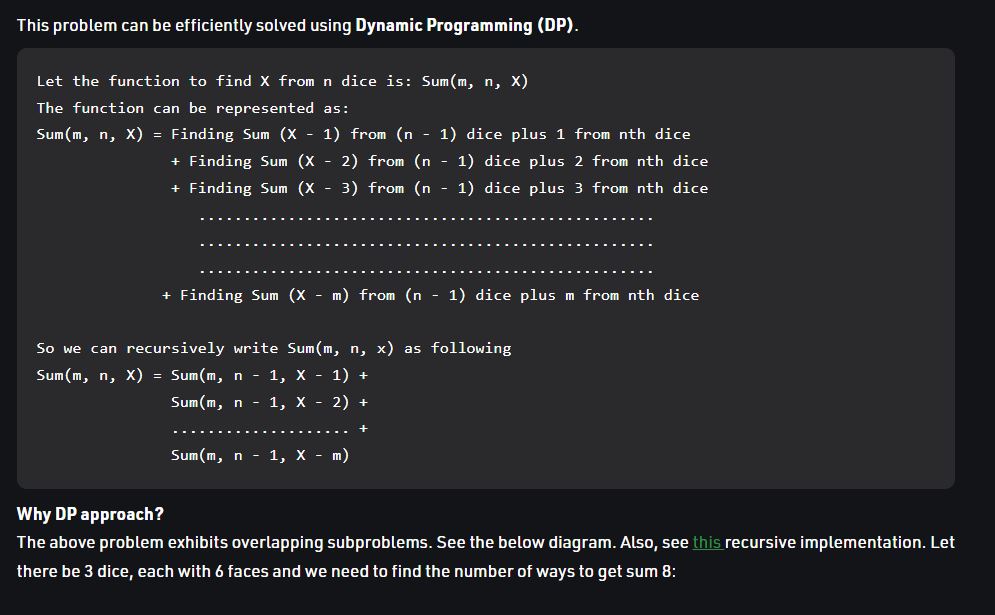 This problem can be efficiently solved using Dynamic Programming (DP).
Let the function to find X from n dice is: Sum(m, n, X)
The function can be represented as:
Sum(m, n, X) = Finding Sum (X - 1) from (n - 1) dice plus 1 from nth dice
+ Finding Sum (X - 2) from (n - 1) dice plus 2 from nth dice
+ Finding Sum (X - 3) from (n - 1) dice plus 3 from nth dice
...................................................
...................................................
...................................................
+ Finding Sum (X - m) from (n - 1) dice plus m from nth dice
So we can recursively write Sum(m, n, x) as following
Sum(m, n, X) = Sum(m, n - 1, X - 1) +
Sum(m, n - 1, X - 2) +
.................... +
Sum(m, n - 1, X - m)
Why DP approach?
The above problem exhibits overlapping subproblems. See the below diagram. Also, see this recursive implementation. Let
there be 3 dice, each with 6 faces and we need to find the number of ways to get sum 8: